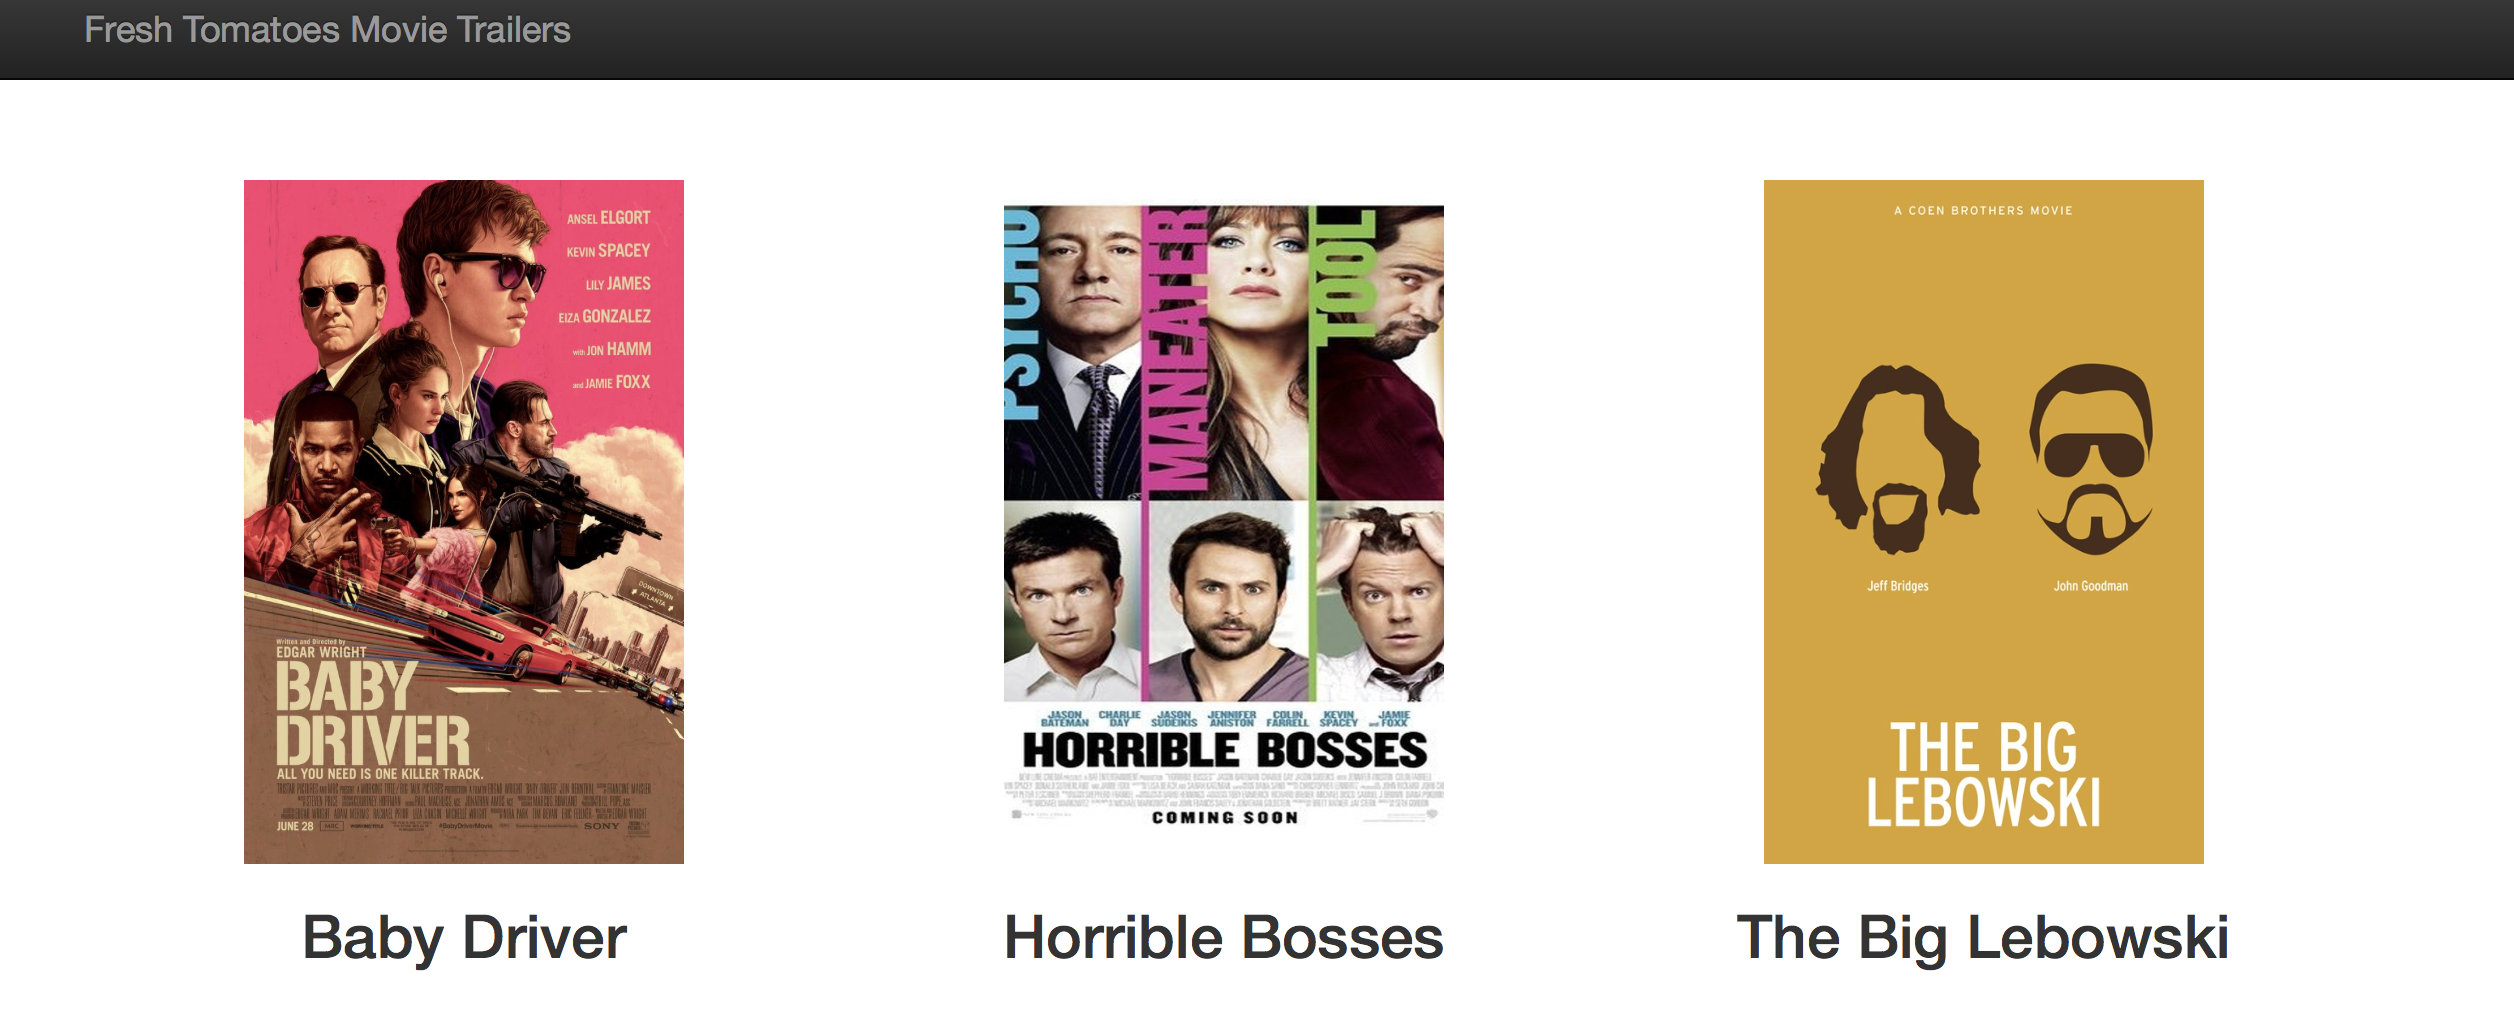 Fresh Tomatoes Movie Trailers
ANSEL ELGORT
KEVIN SPACEY
LILY JAMES
EIZA GONZALEZ
with JON HAMM
and JAMIE FOXX
DOWNTOWN
ATLANTA
Written and Directed by
EDGAR WRIGHT
BABY
DRIVER
ALL YOU NEED IS ONE KILLER TRACK.
JUNE 28
MRC
#BabyDriverMovie
SONY
Baby Driver
PSYCHO
MANEATER
TOOL
JASON BATEMAN
CHARLIE DAY
JASON SUDEIKIS
JENNIFER ANISTON
COLIN FARRELL
KEVIN SPACEY
and JAMIE FOXX
HORRIBLE BOSSES
COMING SOON
Horrible Bosses
A COEN BROTHERS MOVIE
Jeff Bridges
John Goodman
THE BIG
LEBOWSKI
The Big Lebowski